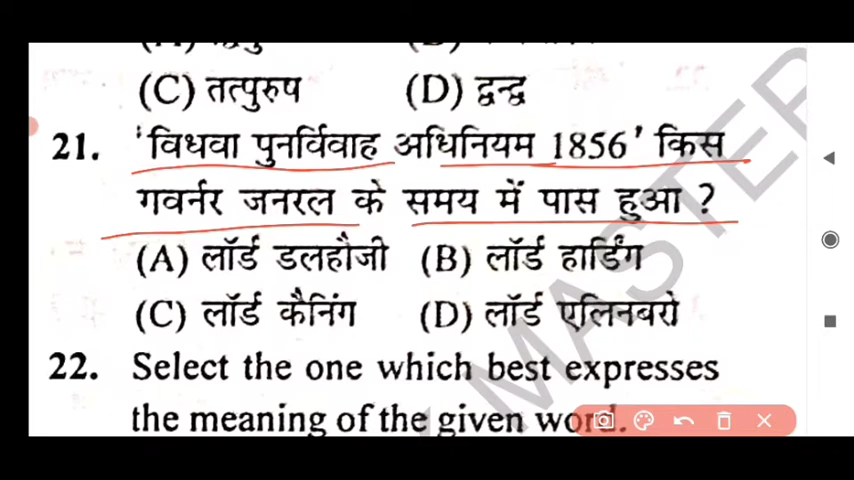 (C) तत्पुरुष (D) द्वन्द्व
21. 'विधवा पुनर्विवाह अधिनियम 1856' किस
गवर्नर जनरल के समय में पास हुआ ?
(A) लॉर्ड डलहौजी (B) लॉर्ड हार्डिंग
(C) लॉर्ड कैनिंग (D) लॉर्ड एलिनबरो
22. Select the one which best expresses
the meaning of the given word.
MASTER